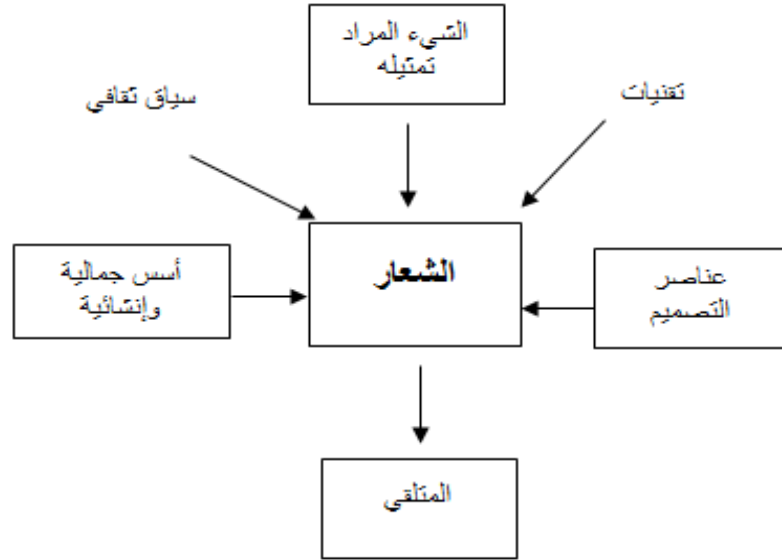 الشيء المراد
تمثيله
تقنيات
سياق ثقافي
الشعار
عناصر
التصميم
أسس جمالية
وإنشائية
المتلقي